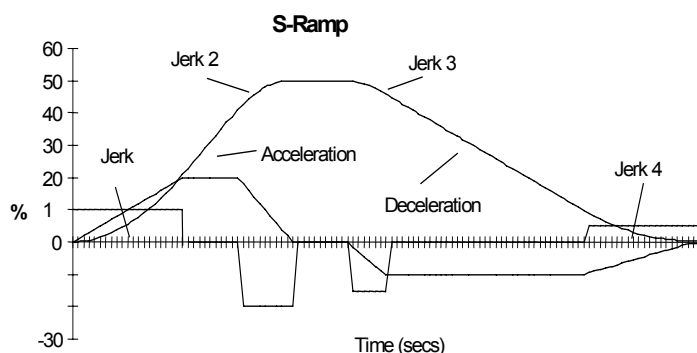 S-Ramp
60
Jerk 2
Jerk 3
50
40
30
Jerk
Acceleration
20
Jerk 4
%
1
Deceleration
0
-30
Time (secs)